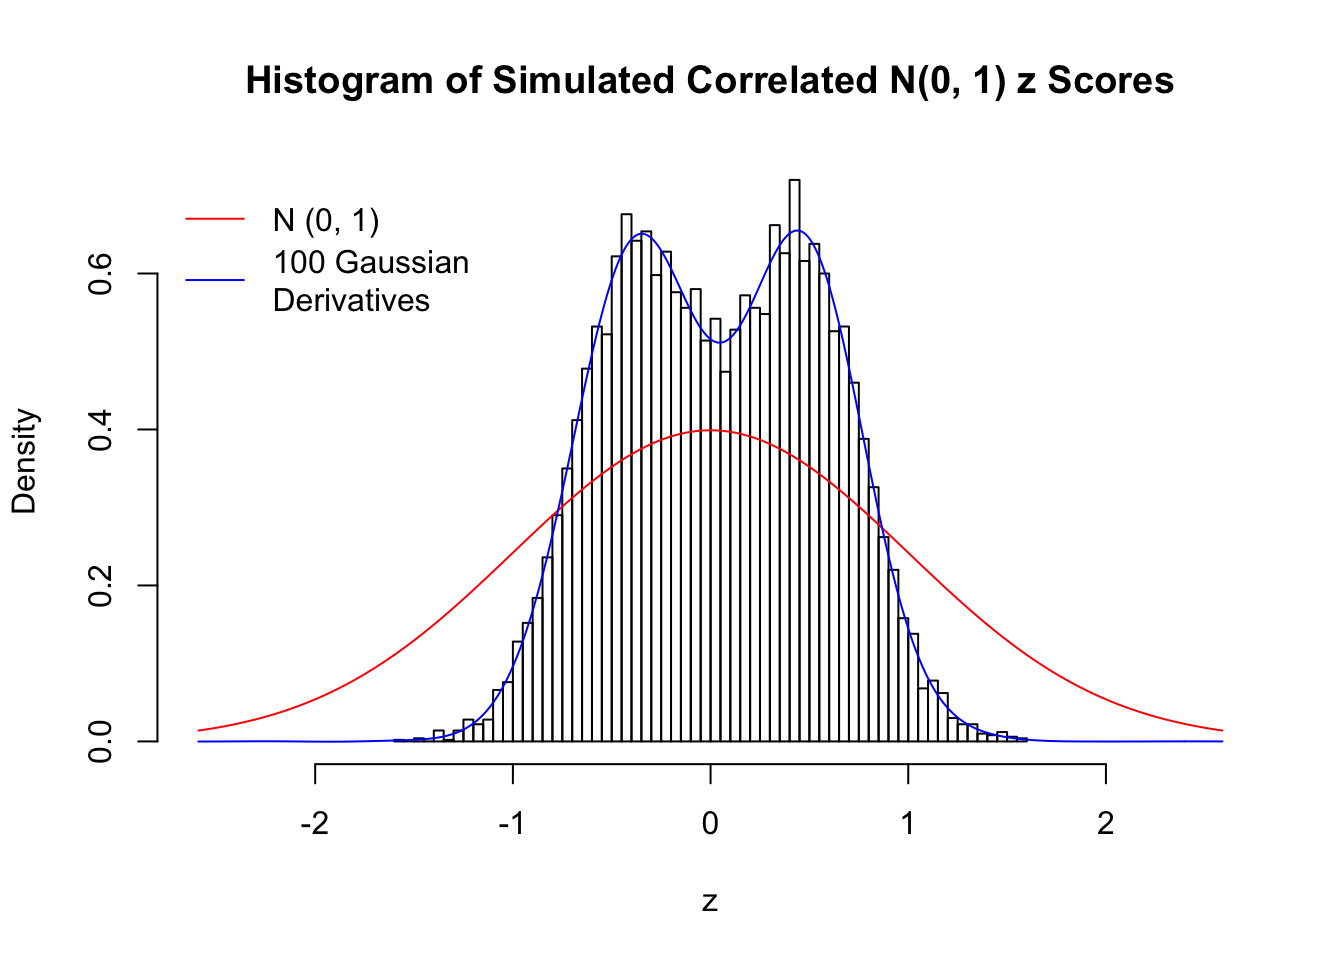 Histogram of Simulated Correlated N(0, 1) z Scores
N (0, 1)
100 Gaussian
Derivatives
Density
0.6
0.4
0.2
0.0
-2 -1 0 1 2
z